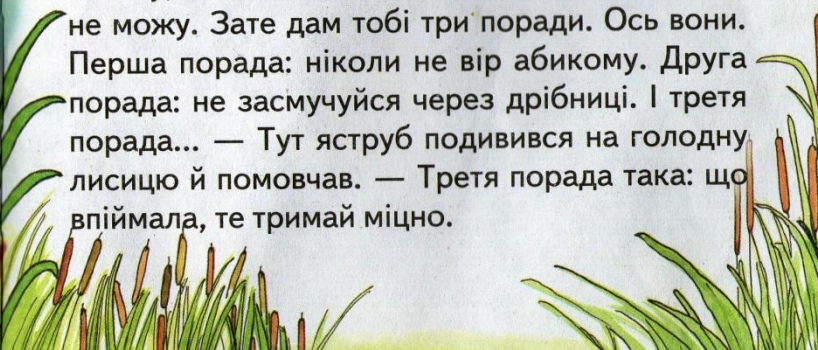 не можу. Зате дам тобі три поради. Ось вони.
Перша порада: ніколи не вір абикому. Друга
порада: не засмучуйся через дрібниці. І третя
порада... — Тут яструб подивився на голодну
лисицю й помовчав. — Третя порада така: що
впіймала, те тримай міцно.